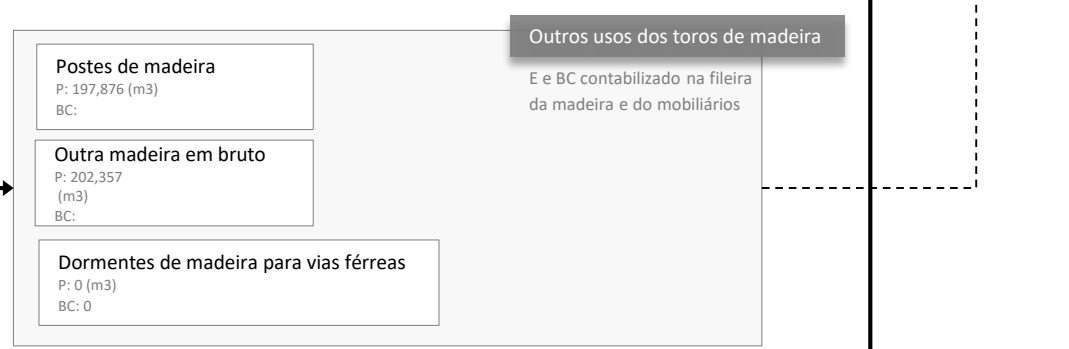 Outros usos dos toros de madeira
E e BC contabilizado na fileira
da madeira e do mobiliários
Postes de madeira
P: 197,876 (m3)
BC:
Outra madeira em bruto
P: 202,357
(m3)
BC:
Dormentes de madeira para vias férreas
P: 0 (m3)
BC: 0